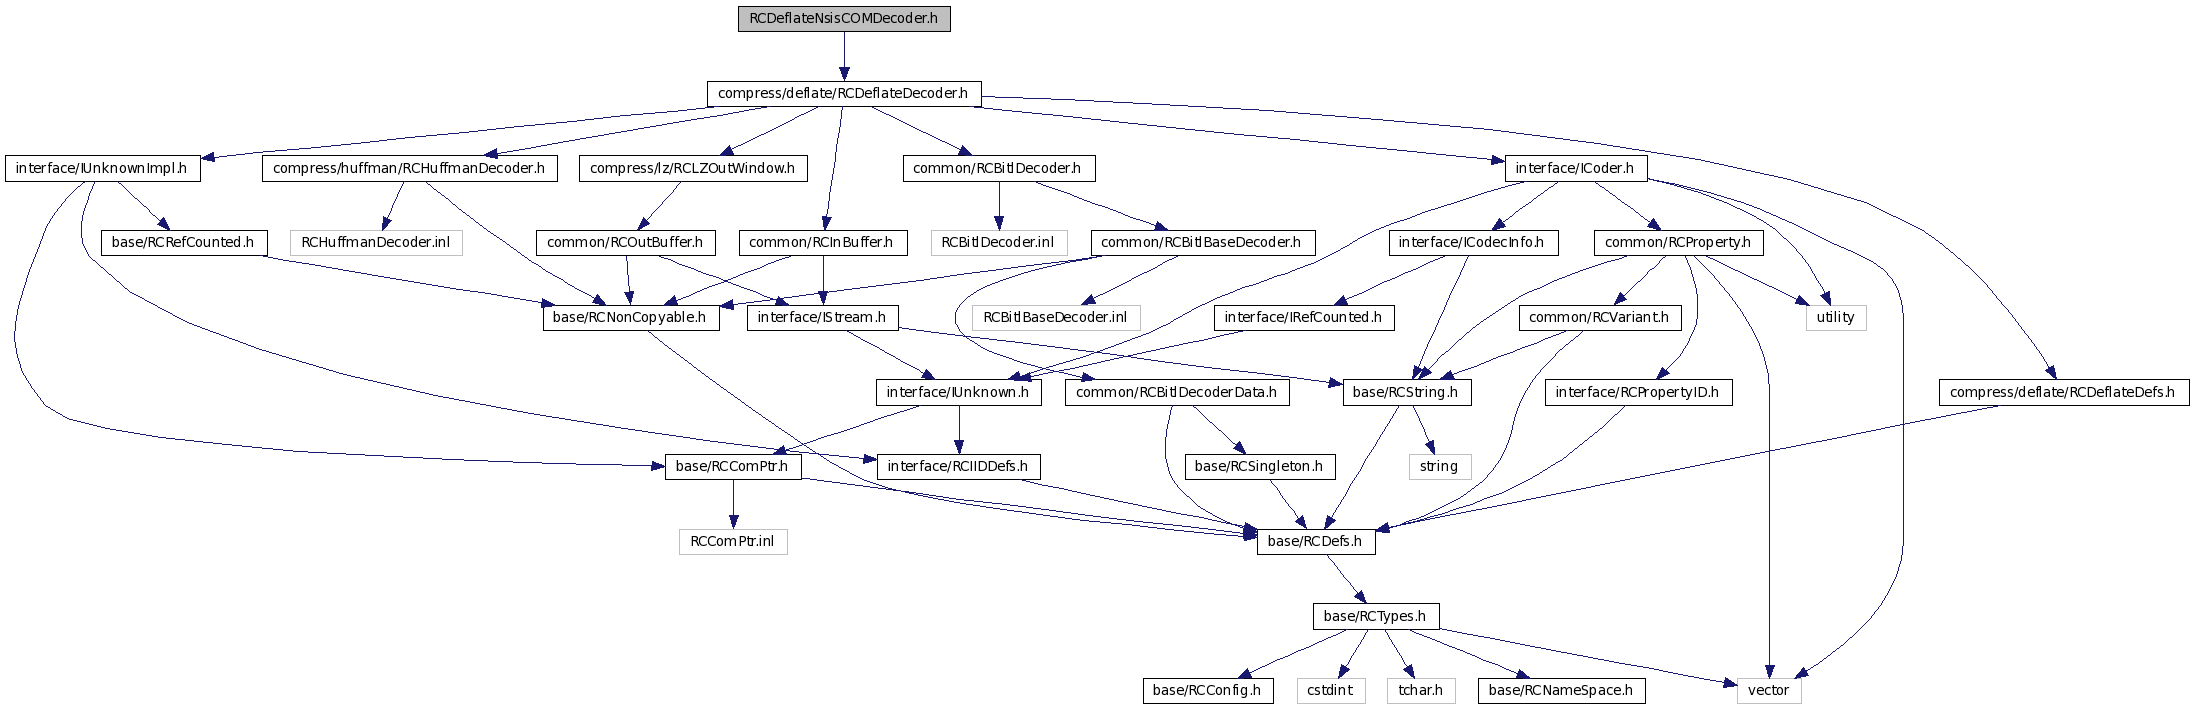 RCDeflateNsisCOMDecoder.h
compress/deflate/RCDeflateDecoder.h
interface/IUnknownImpl.h
compress/huffman/RCHuffmanDecoder.h
compress/lz/RCLZOutWindow.h
common/RCBitlDecoder.h
interface/ICoder.h
base/RCRefCounted.h
RCHuffmanDecoder.inl
common/RCOutBuffer.h
common/RCInBuffer.h
RCBitlDecoder.inl
common/RCBitlBaseDecoder.h
interface/ICodecInfo.h
common/RCProperty.h
base/RCNonCopyable.h
interface/IStream.h
RCBitlBaseDecoder.inl
interface/IRefCounted.h
common/RCVariant.h
utility
interface/IUnknown.h
common/RCBitlDecoderData.h
base/RCString.h
interface/RCPropertyID.h
compress/deflate/RCDeflateDefs.h
base/RCComPtr.h
interface/RCIIDDefs.h
base/RCSingleton.h
string
RCComPtr.inl
base/RCDefs.h
base/RCTypes.h
base/RCConfig.h
cstdint
tchar.h
base/RCNameSpace.h
vector